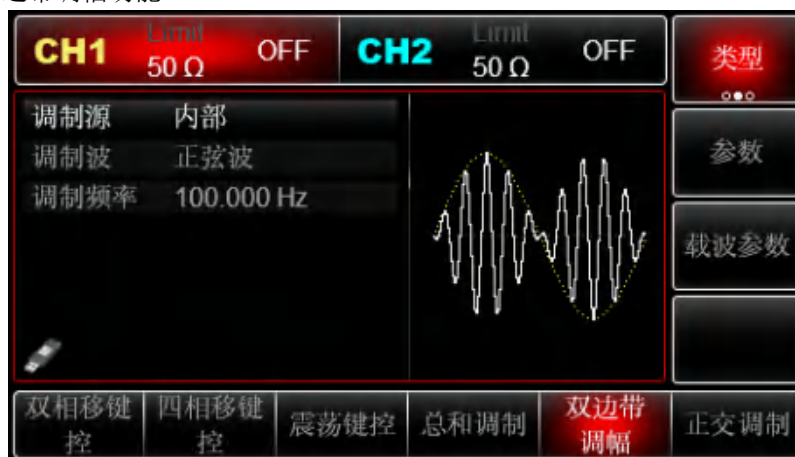 CH1 Limit 50 Ω OFF CH2 Limit 50 Ω OFF
类型
调制源 内部
调制波 正弦波
调制频率 100.000 Hz
参数
载波参数
双相移键控
四相移键控
震荡键控
总和调制
双边带
调幅
正交调制